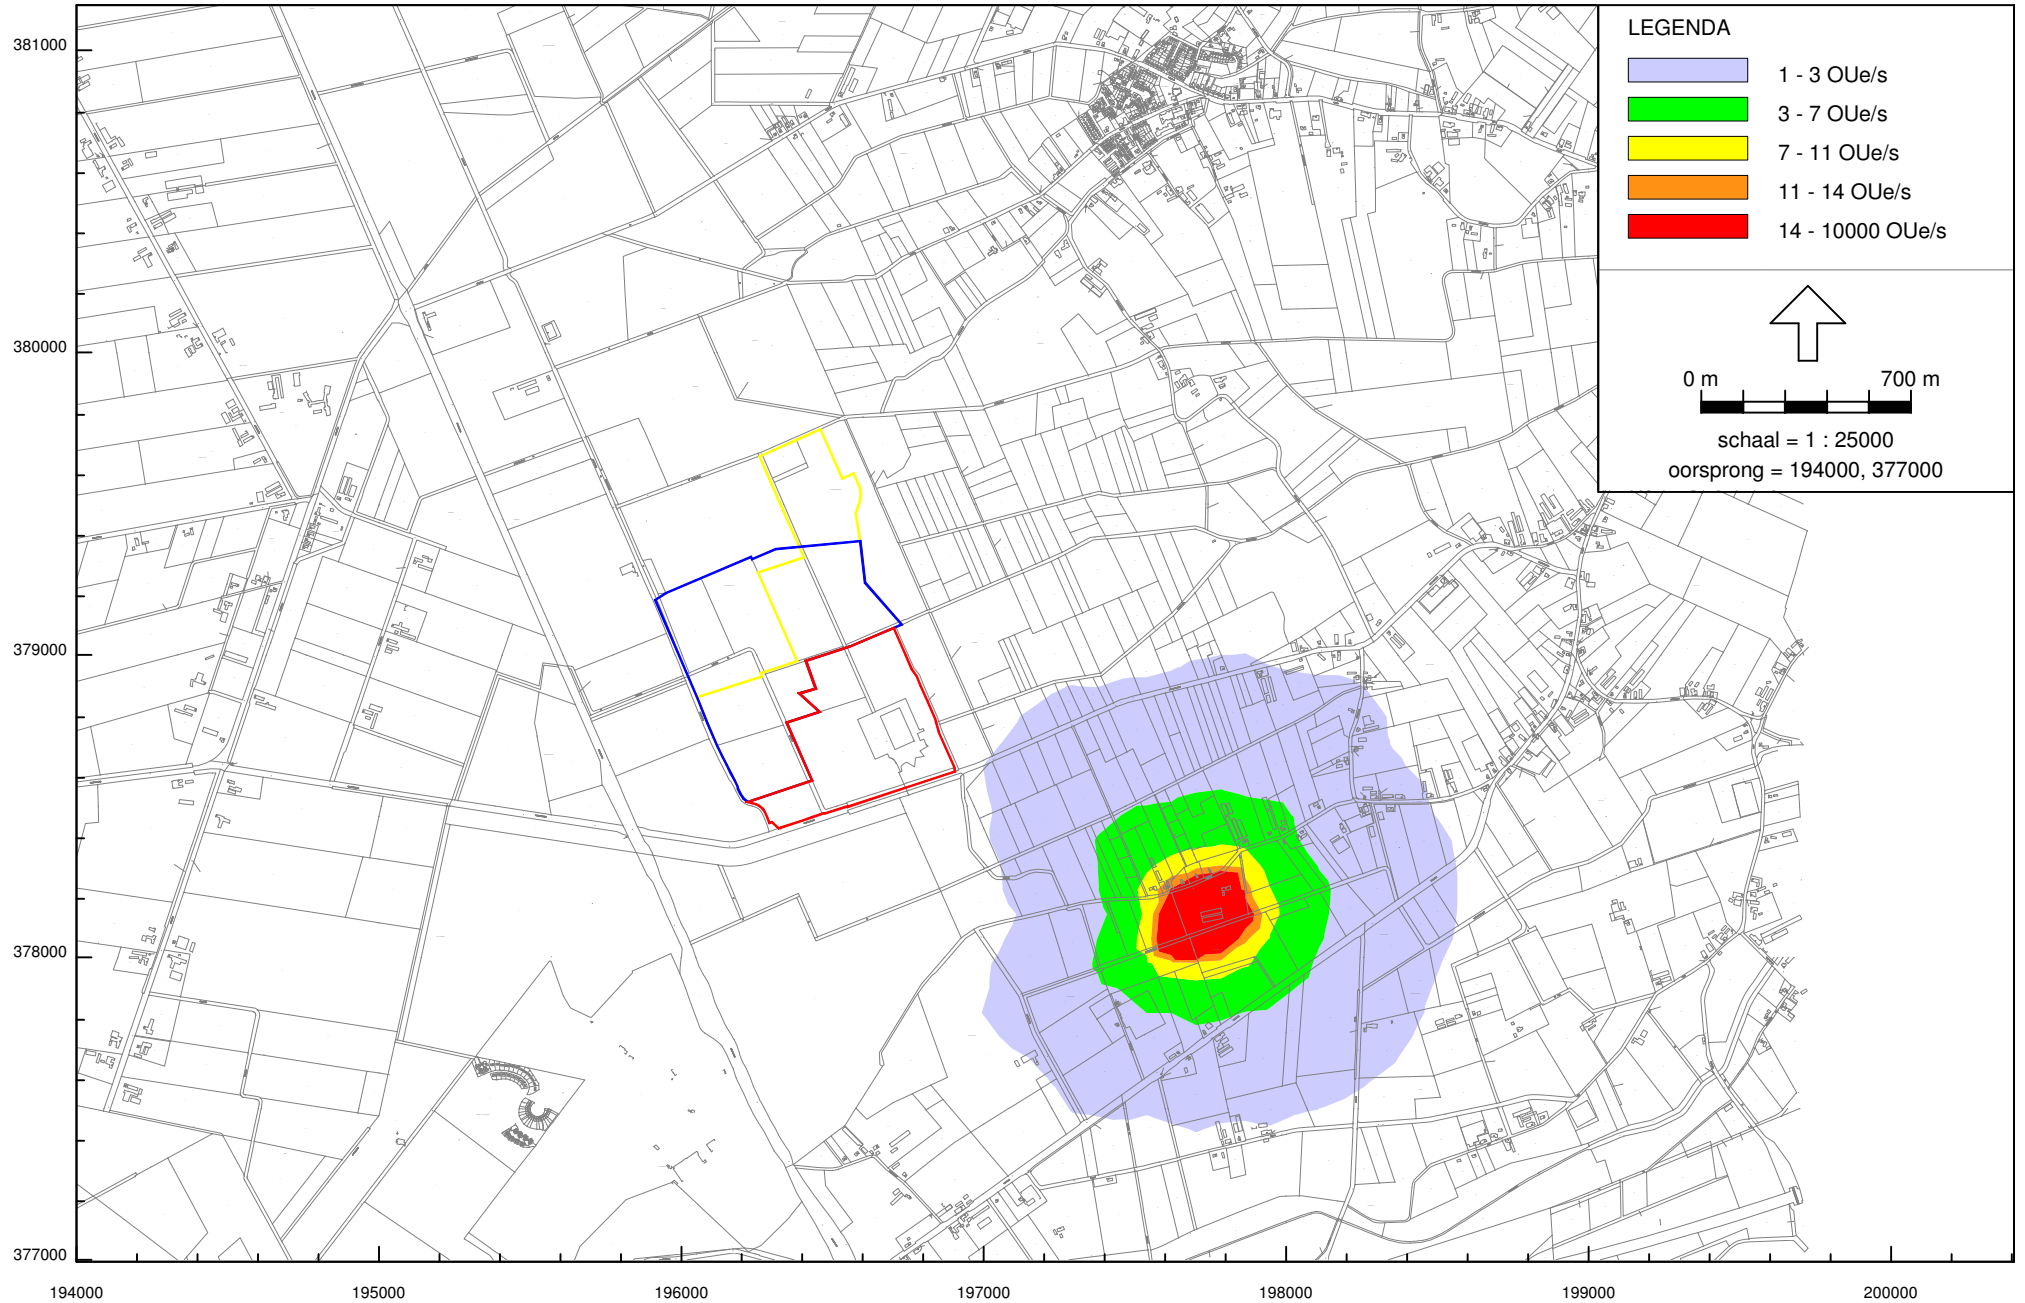 LEGENDA
1 - 3 OUe/s
3 - 7 OUe/s
7 - 11 OUe/s
11 - 14 OUe/s
14 - 10000 OUe/s
0 m 700 m
schaal = 1 : 25000
oorsprong = 194000, 377000
381000
380000
379000
378000
377000
194000 195000 196000 197000 198000 199000 200000